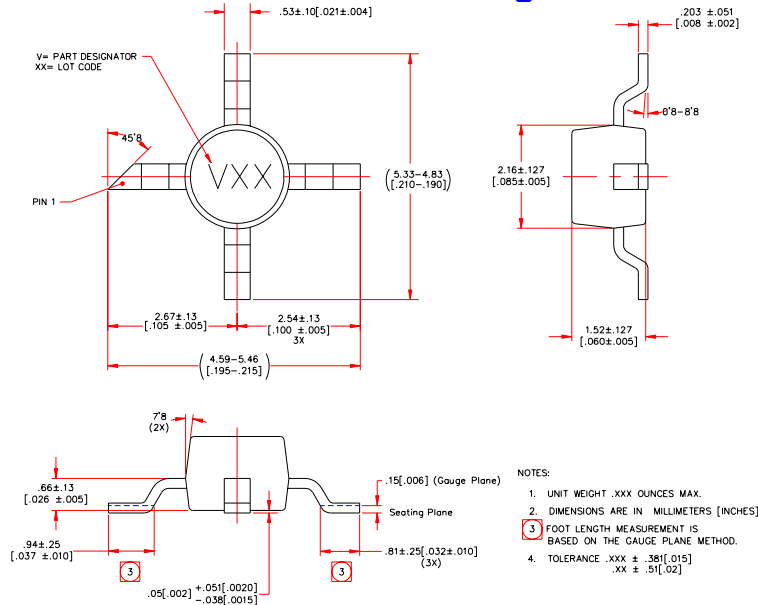 .53±.10[.021±.004]
.203 ±.051
[.008 ±.002]
V= PART DESIGNATOR
XX= LOT CODE
0°8-8°8
45°8
VXX
(5.33-4.83
[.210-.190])
2.16±.127
[.085±.005]
PIN 1
2.67±.13
[.105 ±.005]
2.54±.13
[.100 ±.005]
3X
1.52±.127
[.060±.005]
(4.59-5.46
[.195-.215])
7°8
(2X)
.66±.13
[.026 ±.005]
.15[.006] (Gauge Plane)
Seating Plane
.94±.25
[.037 ±.010]
3
3
.81±.25[.032±.010]
(3X)
.05[.002] +.051[.0020]
-.038[.0015]
NOTES:
1. UNIT WEIGHT .XXX OUNCES MAX.
2. DIMENSIONS ARE IN MILLIMETERS [INCHES]
3 FOOT LENGTH MEASUREMENT IS
BASED ON THE GAUGE PLANE METHOD.
4. TOLERANCE .XXX ± .381[.015]
.XX ± .51[.02]